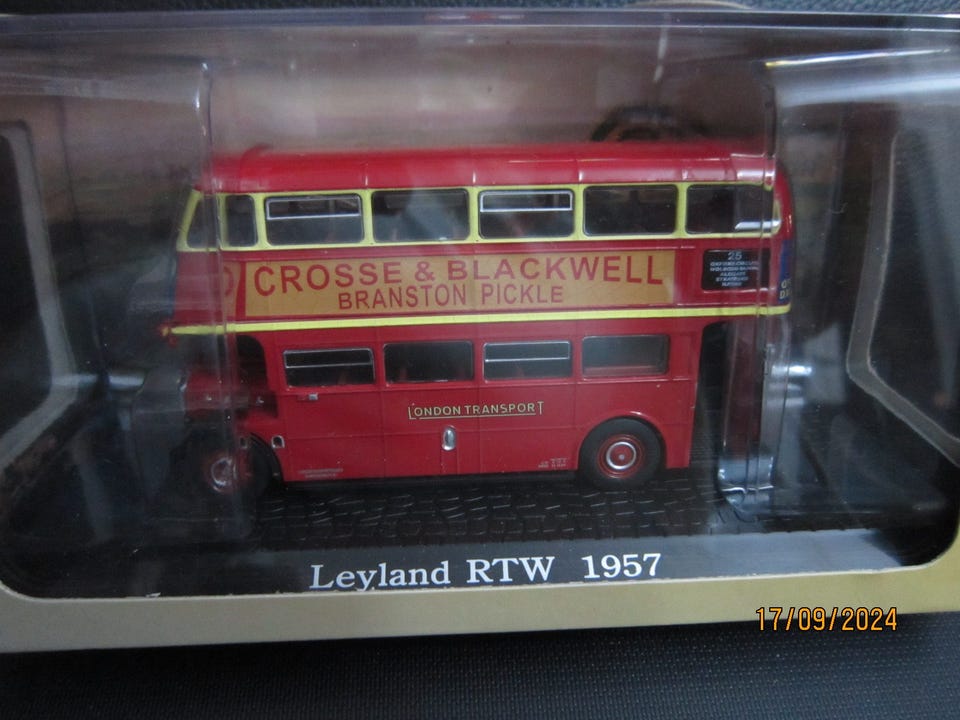 CROSSE & BLACKWELL
BRANSTON PICKLE
25
LONDON TRANSPORT
Leyland RTW 1957
17/09/2024